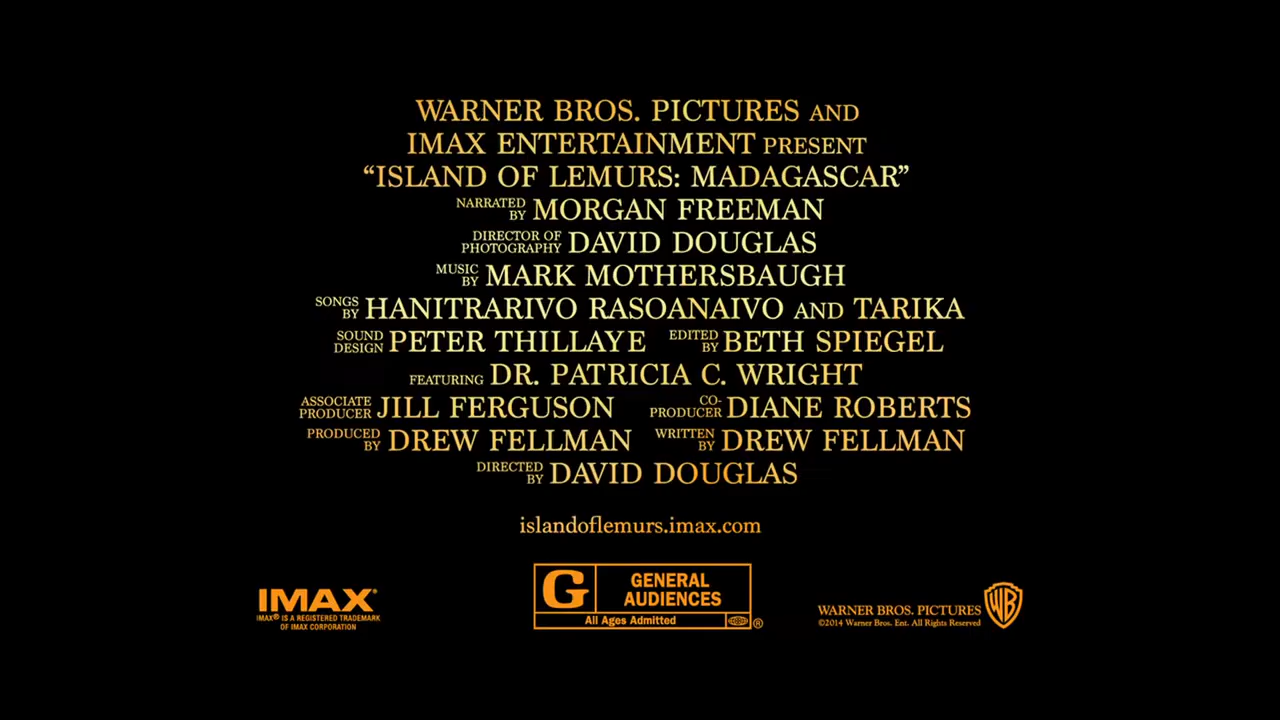 WARNER BROS. PICTURES AND
IMAX ENTERTAINMENT PRESENT
“ISLAND OF LEMURS: MADAGASCAR”
NARRATED BY MORGAN FREEMAN
DIRECTOR OF PHOTOGRAPHY DAVID DOUGLAS
MUSIC BY MARK MOTHERSBAUGH
SONGS BY HANITRARIVO RASOANAIVO AND TARIKA
SOUND DESIGN PETER THILLAYE EDITED BY BETH SPIEGEL
FEATURING DR. PATRICIA C. WRIGHT
ASSOCIATE PRODUCER JILL FERGUSON CO-PRODUCER DIANE ROBERTS
PRODUCED BY DREW FELLMAN WRITTEN BY DREW FELLMAN
DIRECTED BY DAVID DOUGLAS
islandoflemurs.imax.com
IMAX®
IMAX® IS A REGISTERED TRADEMARK
OF IMAX CORPORATION
G GENERAL
AUDIENCES
All Ages Admitted ®
WARNER BROS. PICTURES WB
©2014 Warner Bros. Ent. All Rights Reserved